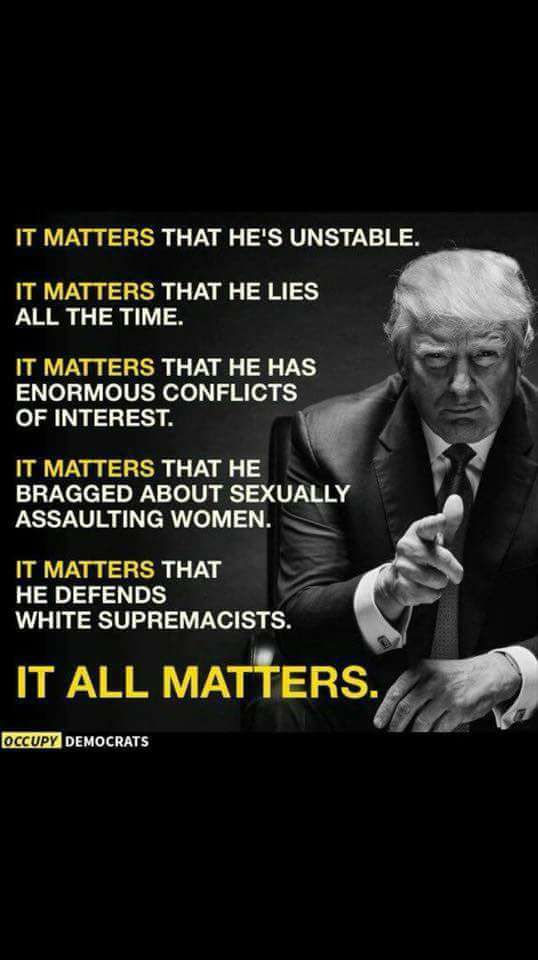 IT MATTERS THAT HE'S UNSTABLE.
IT MATTERS THAT HE LIES
ALL THE TIME.
IT MATTERS THAT HE HAS
ENORMOUS CONFLICTS
OF INTEREST.
IT MATTERS THAT HE
BRAGGED ABOUT SEXUALLY
ASSAULTING WOMEN.
IT MATTERS THAT
HE DEFENDS
WHITE SUPREMACISTS.
IT ALL MATTERS.
OCCUPY DEMOCRATS